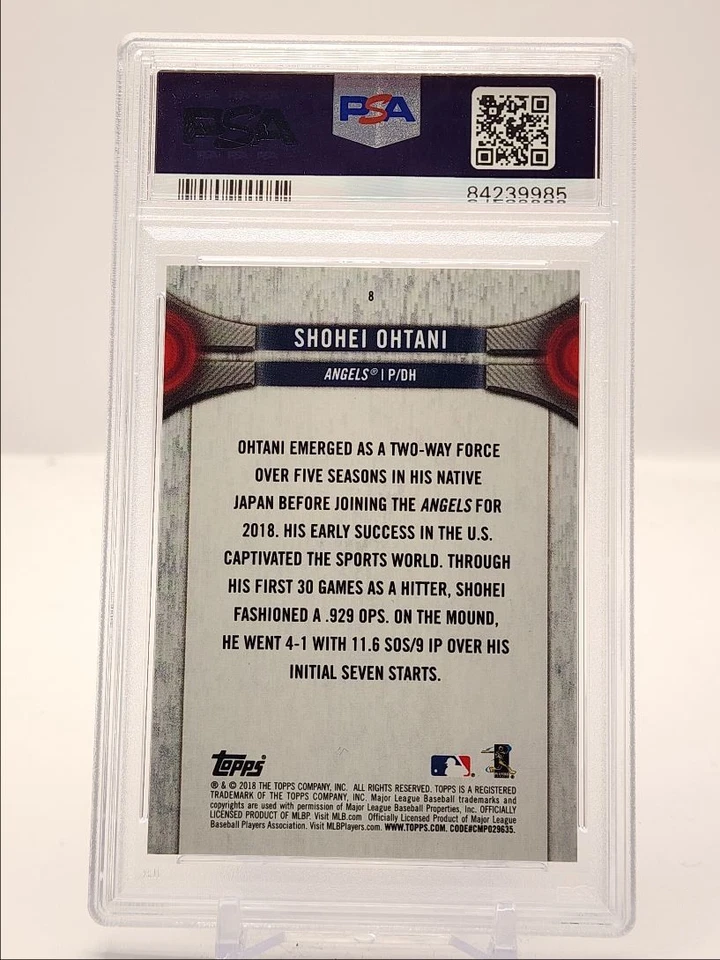 PSA
PSA
84239985
8
SHOHEI OHTANI
ANGELS® | P/DH
OHTANI EMERGED AS A TWO-WAY FORCE
OVER FIVE SEASONS IN HIS NATIVE
JAPAN BEFORE JOINING THE ANGELS FOR
2018. HIS EARLY SUCCESS IN THE U.S.
CAPTIVATED THE SPORTS WORLD. THROUGH
HIS FIRST 30 GAMES AS A HITTER, SHOHEI
FASHIONED A .929 OPS. ON THE MOUND,
HE WENT 4-1 WITH 11.6 SOS/9 IP OVER HIS
INITIAL SEVEN STARTS.
topps®
® & © 2018 THE TOPPS COMPANY, INC. ALL RIGHTS RESERVED. TOPPS IS A REGISTERED
TRADEMARK OF THE TOPPS COMPANY, INC. Major League Baseball trademarks and
copyrights are used with permission of Major League Baseball Properties, Inc. OFFICIALLY
LICENSED PRODUCT OF MLBP. Visit MLB.com Officially Licensed Product of Major League
Baseball Players Association. Visit MLBPlayers.com. WWW.TOPPS.COM. CODE#CMP029635.